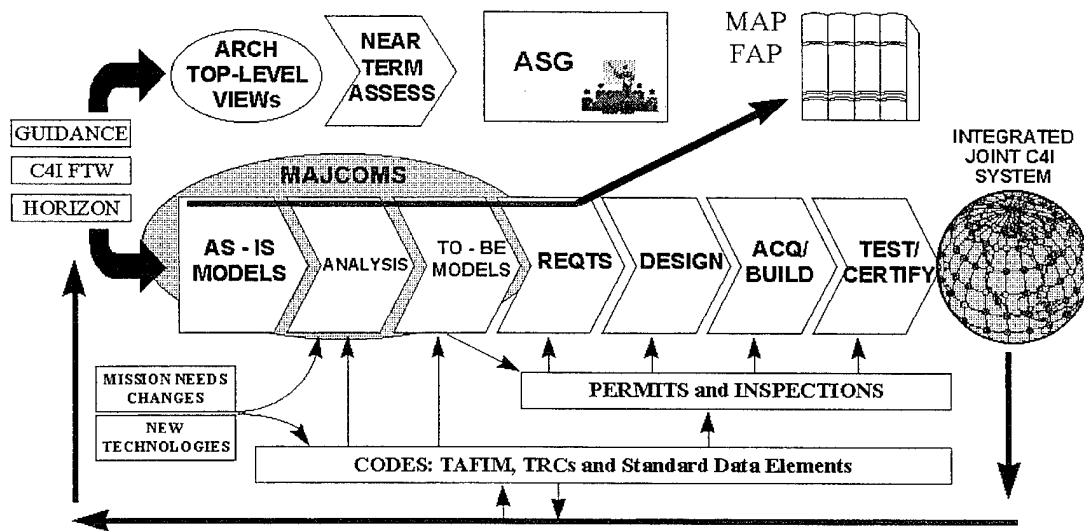 ARCH
TOP-LEVEL
VIEWs
NEAR
TERM
ASSESS
ASG
MAP
FAP
GUIDANCE
C4I FTW
HORIZON
MAJCOMS
INTEGRATED
JOINT C4I
SYSTEM
AS - IS
MODELS
ANALYSIS
TO - BE
MODELS
REQTS
DESIGN
ACQ/
BUILD
TEST/
CERTIFY
MISSION NEEDS
CHANGES
NEW
TECHNOLOGIES
PERMITS and INSPECTIONS
CODES: TAFIM, TRCs and Standard Data Elements